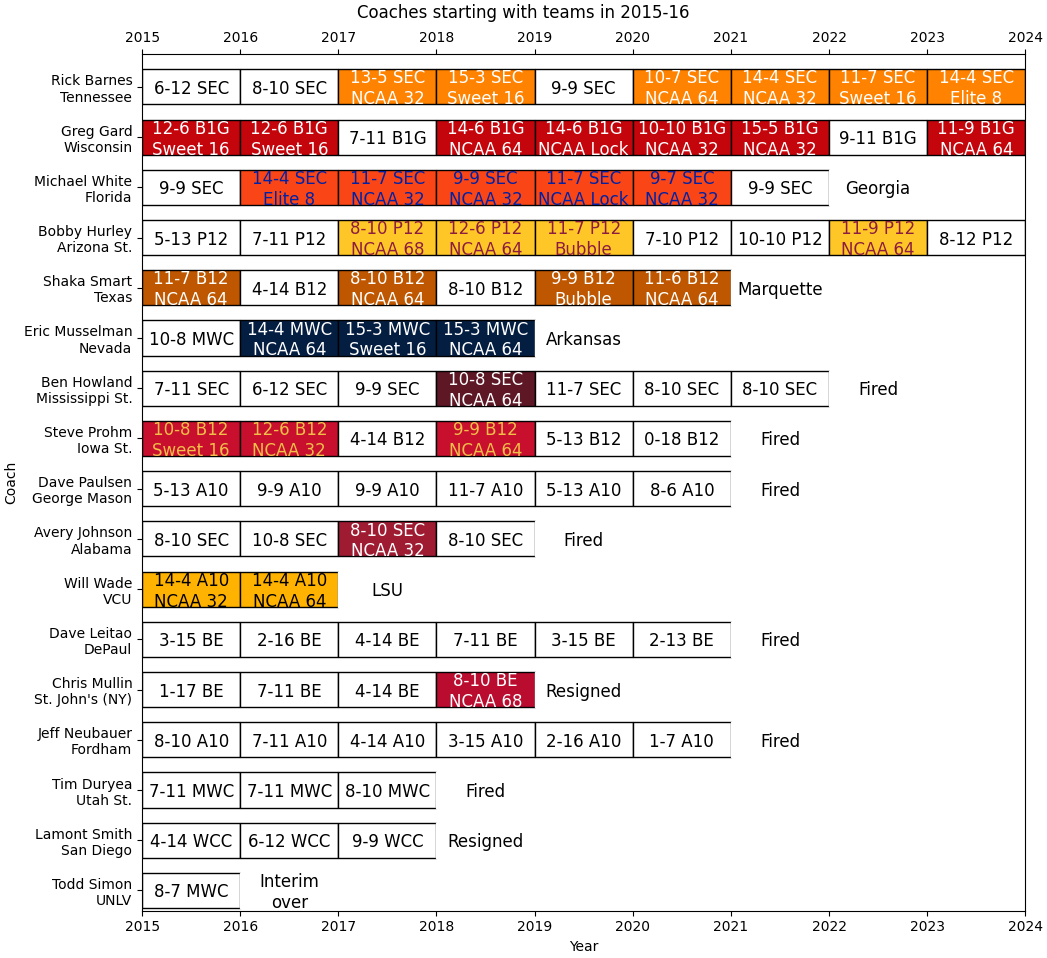 Coaches starting with teams in 2015-16
2015 2016 2017 2018 2019 2020 2021 2022 2023 2024
Rick Barnes
Tennessee
6-12 SEC
8-10 SEC
13-5 SEC
NCAA 32
15-3 SEC
Sweet 16
9-9 SEC
10-7 SEC
NCAA 64
14-4 SEC
NCAA 32
11-7 SEC
Sweet 16
14-4 SEC
Elite 8
Greg Gard
Wisconsin
12-6 B1G
Sweet 16
12-6 B1G
Sweet 16
7-11 B1G
14-6 B1G
NCAA 64
14-6 B1G
NCAA Lock
10-10 B1G
NCAA 32
15-5 B1G
NCAA 32
9-11 B1G
11-9 B1G
NCAA 64
Michael White
Florida
9-9 SEC
14-4 SEC
Elite 8
11-7 SEC
NCAA 32
9-9 SEC
NCAA 32
11-7 SEC
NCAA Lock
9-7 SEC
NCAA 32
9-9 SEC
Georgia
Bobby Hurley
Arizona St.
5-13 P12
7-11 P12
8-10 P12
NCAA 68
12-6 P12
NCAA 64
11-7 P12
Bubble
7-10 P12
10-10 P12
11-9 P12
NCAA 64
8-12 P12
Shaka Smart
Texas
11-7 B12
NCAA 64
4-14 B12
8-10 B12
NCAA 64
8-10 B12
9-9 B12
Bubble
11-6 B12
NCAA 64
Marquette
Eric Musselman
Nevada
10-8 MWC
14-4 MWC
NCAA 64
15-3 MWC
Sweet 16
15-3 MWC
NCAA 64
Arkansas
Ben Howland
Mississippi St.
7-11 SEC
6-12 SEC
9-9 SEC
10-8 SEC
NCAA 64
11-7 SEC
8-10 SEC
8-10 SEC
Fired
Steve Prohm
Iowa St.
10-8 B12
Sweet 16
12-6 B12
NCAA 32
4-14 B12
9-9 B12
NCAA 64
5-13 B12
0-18 B12
Fired
Coach
Dave Paulsen
George Mason
5-13 A10
9-9 A10
9-9 A10
11-7 A10
5-13 A10
8-6 A10
Fired
Avery Johnson
Alabama
8-10 SEC
10-8 SEC
8-10 SEC
NCAA 32
8-10 SEC
Fired
Will Wade
VCU
14-4 A10
NCAA 32
14-4 A10
NCAA 64
LSU
Dave Leitao
DePaul
3-15 BE
2-16 BE
4-14 BE
7-11 BE
3-15 BE
2-13 BE
Fired
Chris Mullin
St. John's (NY)
1-17 BE
7-11 BE
4-14 BE
8-10 BE
NCAA 68
Resigned
Jeff Neubauer
Fordham
8-10 A10
7-11 A10
4-14 A10
3-15 A10
2-16 A10
1-7 A10
Fired
Tim Duryea
Utah St.
7-11 MWC
7-11 MWC
8-10 MWC
Fired
Lamont Smith
San Diego
4-14 WCC
6-12 WCC
9-9 WCC
Resigned
Todd Simon
UNLV
8-7 MWC
Interim
over
2015 2016 2017 2018 2019 2020 2021 2022 2023 2024
Year